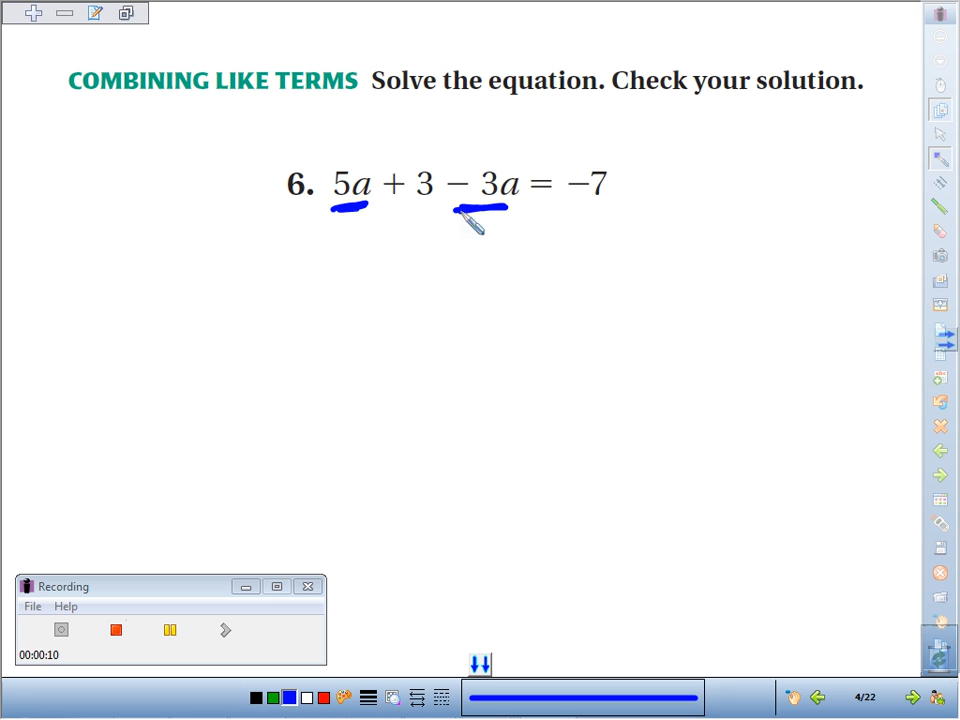 COMBINING LIKE TERMS Solve the equation. Check your solution.
6. 5a + 3 − 3a = −7
Recording
File Help
00:00:10
4/22